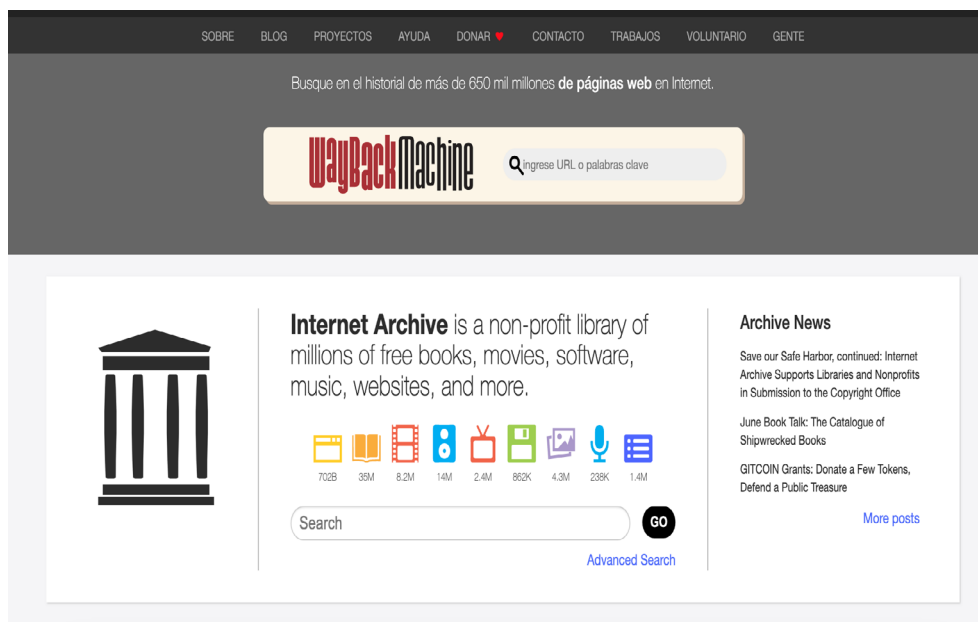 SOBRE BLOG PROYECTOS AYUDA DONAR CONTACTO TRABAJOS VOLUNTARIO GENTE
Busque en el historial de más de 650 mil millones de páginas web en Internet.
WayBackMachine
ingrese URL o palabras clave
Internet Archive is a non-profit library of
millions of free books, movies, software,
music, websites, and more.
702B 35M 8.2M 14M 2.4M 862K 4.3M 238K 1.4M
Search
GO
Advanced Search
Archive News
Save our Safe Harbor, continued: Internet
Archive Supports Libraries and Nonprofits
in Submission to the Copyright Office
June Book Talk: The Catalogue of
Shipwrecked Books
GITCOIN Grants: Donate a Few Tokens,
Defend a Public Treasure
More posts